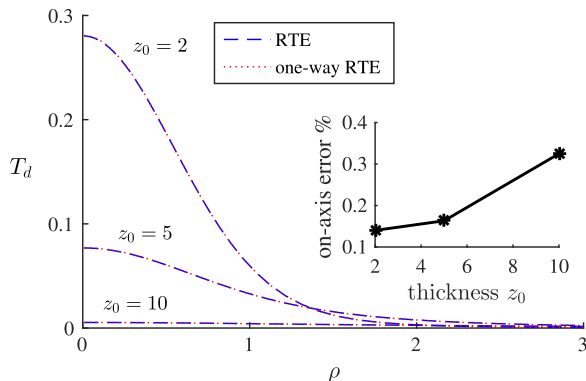 0.3
0.2
0.1
0
T_d
z_0 = 2
z_0 = 5
z_0 = 10
RTE
one-way RTE
0.4
0.3
0.2
0.1
on-axis error %
2 4 6 8 10
thickness z_0
0 1 2 3
ρ